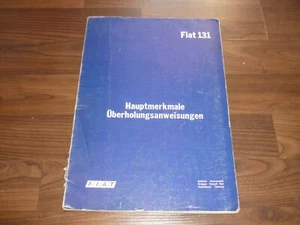 Fiat 131
Hauptmerkmale
Überholungsanweisungen
FIAT